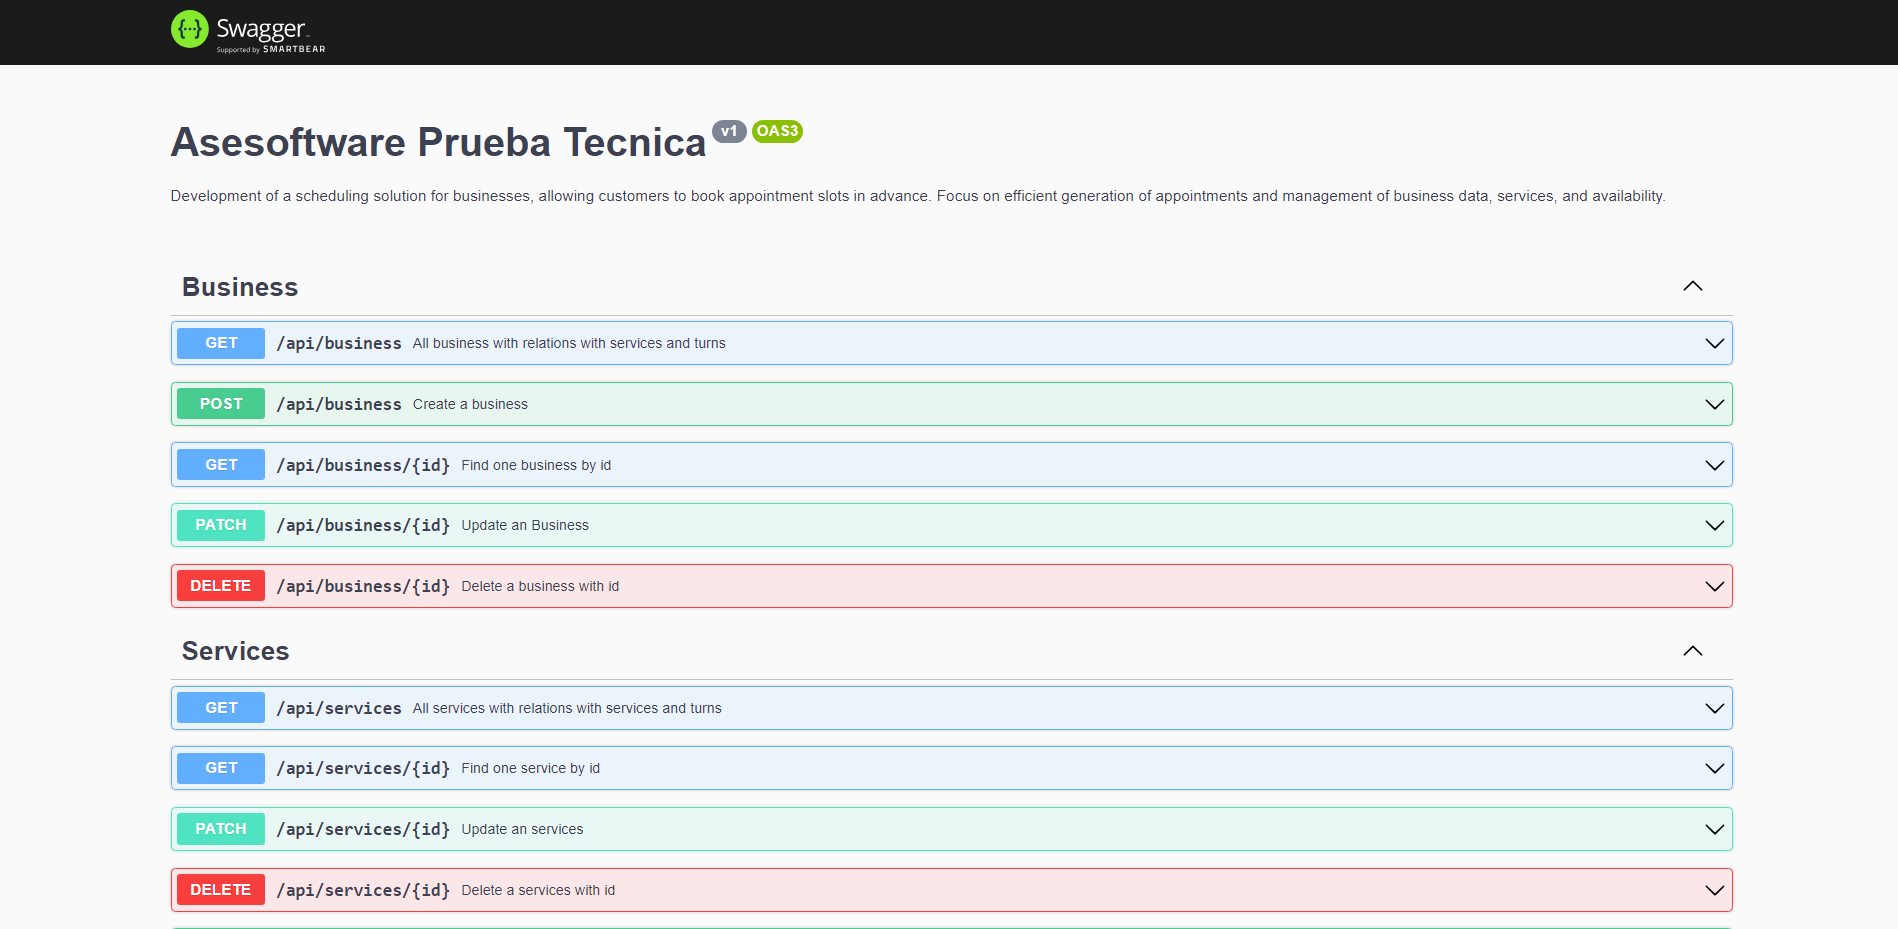 Swagger
Supported by SMARTBEAR
Asesoftware Prueba Tecnica v1 OAS3
Development of a scheduling solution for businesses, allowing customers to book appointment slots in advance. Focus on efficient generation of appointments and management of business data, services, and availability.
Business
GET /api/business All business with relations with services and turns
POST /api/business Create a business
GET /api/business/{id} Find one business by id
PATCH /api/business/{id} Update an Business
DELETE /api/business/{id} Delete a business with id
Services
GET /api/services All services with relations with services and turns
GET /api/services/{id} Find one service by id
PATCH /api/services/{id} Update an services
DELETE /api/services/{id} Delete a services with id